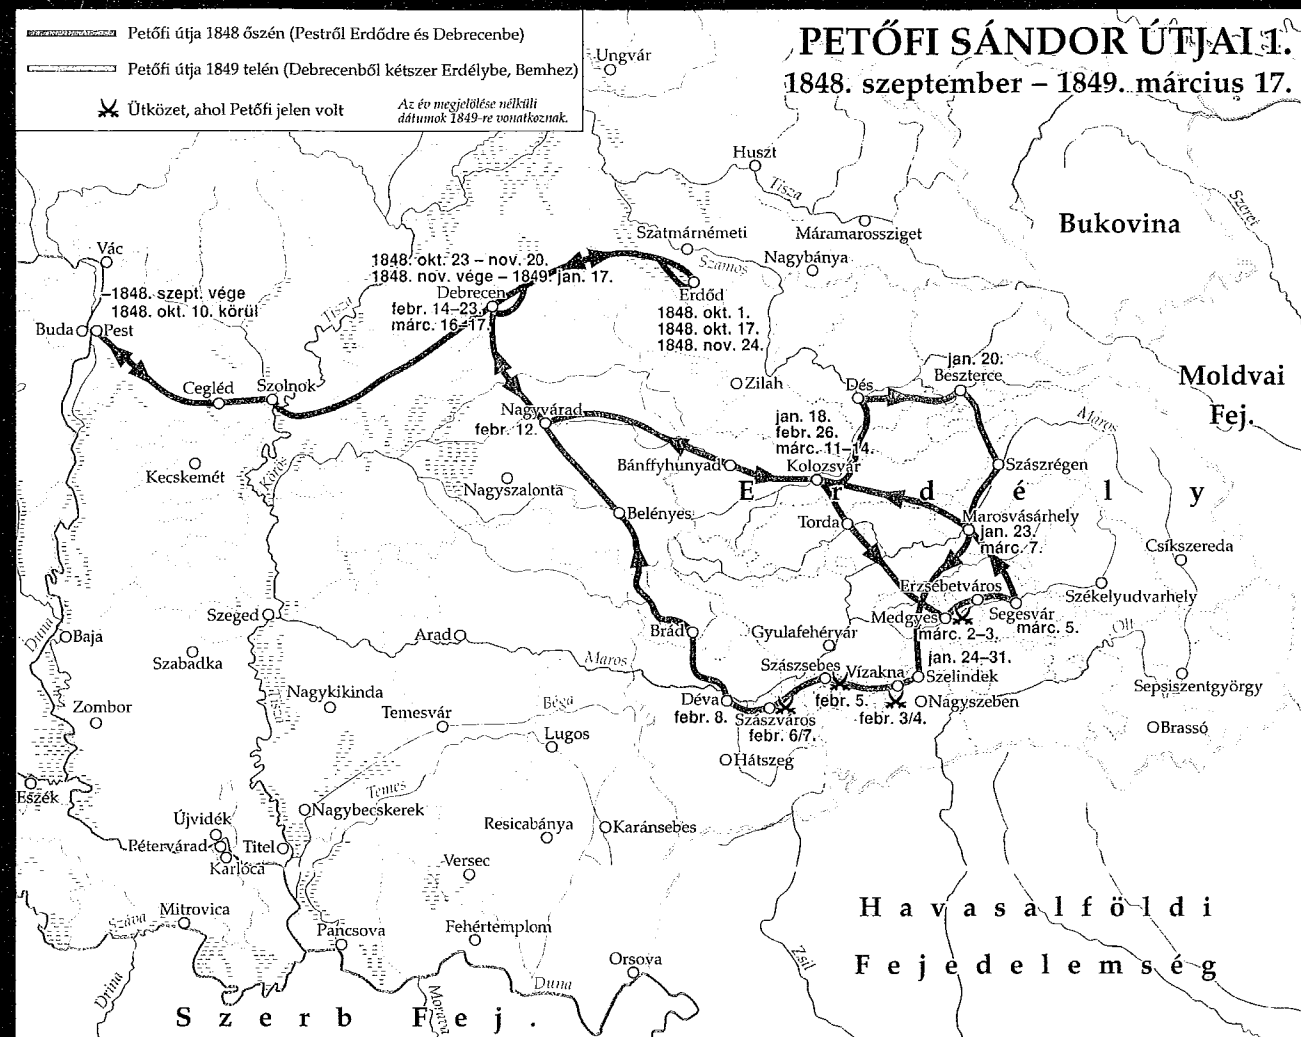 Petőfi útja 1848 őszén (Pestről Erdődre és Debrecenbe)
Petőfi útja 1849 telén (Debrecenből kétszer Erdélybe, Bemhez)
Ütközet, ahol Petőfi jelen volt
Az év megjelölése nélküli
dátumok 1849-re vonatkoznak.
PETŐFI SÁNDOR ÚTJAI 1.
1848. szeptember – 1849. március 17.
Ungvár
Huszt
Tisza
Szeret
Bukovina
Máramarossziget
Szatmárnémeti
Szamos
Nagybánya
Vác
1848. okt. 23 – nov. 20.
1848. nov. vége – 1849. jan. 17.
Debrecen
febr. 14–23.
márc. 16–17.
Erdőd
1848. okt. 1.
1848. okt. 17.
1848. nov. 24.
–1848. szept. vége
1848. okt. 10. körül
Buda
Pest
Tisza
Cegléd
Szolnok
Zilah
Dés
jan. 20.
Beszterce
Moldvai
Fej.
Maros
Nagyvárad
febr. 12.
jan. 18.
febr. 26.
márc. 11–14.
Kolozsvár
Bánffyhunyad
Szászrégen
Kecskemét
Körös
Nagyszalonta
Erdély
Belényes
Torda
Marosvásárhely
jan. 23.
márc. 7.
Csíkszereda
Erzsébetváros
Székelyudvarhely
Medgyes
márc. 2–3.
Segesvár
márc. 5.
Olt
Szeged
Duna
Baja
Arad
Brád
Gyulafehérvár
Szabadka
Maros
jan. 24–31.
Szászsebes
Vízakna
Szelindek
Sepsiszentgyörgy
Nagykikinda
Zombor
Temesvár
Béga
Déva
febr. 8.
Szászváros
febr. 6/7.
febr. 5.
febr. 3/4.
Nagyszeben
Brassó
Lugos
Hátszeg
Eszék
Temes
Nagybecskerek
Újvidék
Pétervárad
Karlóca
Titel
Resicabánya
Karánsebes
Versec
Mitrovica
Száva
Pancsova
Fehértemplom
Havasalföldi
Fejedelemség
Zsil
Orsova
Drina
Duna
Morava
Szerb Fej.